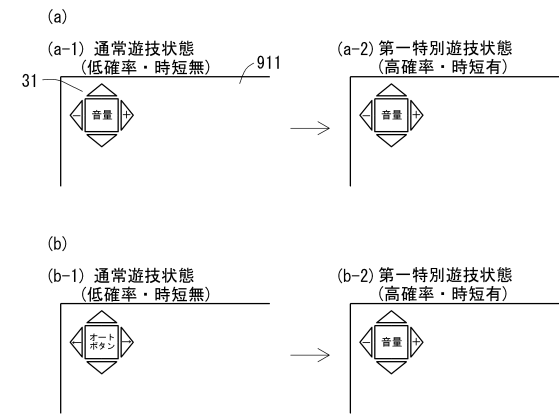 (a)
(a-1) 通常遊技状態
(低確率・時短無)
911
31
- 音量 +
(a-2) 第一特別遊技状態
(高確率・時短有)
- 音量 +
(b)
(b-1) 通常遊技状態
(低確率・時短無)
オート
ボタン
(b-2) 第一特別遊技状態
(高確率・時短有)
- 音量 +